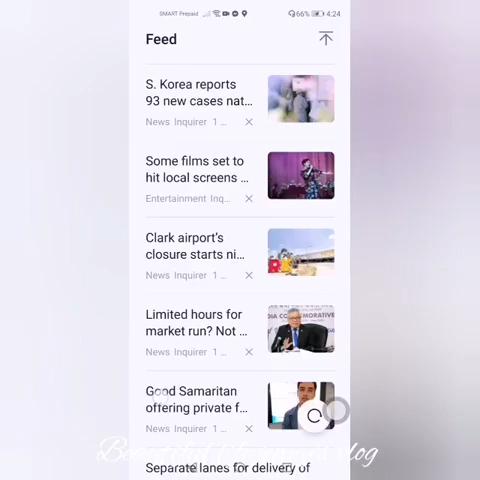 SMART Prepaid
66% 4:24
Feed
S. Korea reports
93 new cases nat...
News Inquirer 1 ...
Some films set to
hit local screens ...
Entertainment Inq...
Clark airport's
closure starts ni...
News Inquirer 1 ...
Limited hours for
market run? Not ...
News Inquirer 1 ...
Good Samaritan
offering private f...
News Inquirer 1 ...
Beautiful
vlog
Separate lanes for delivery of